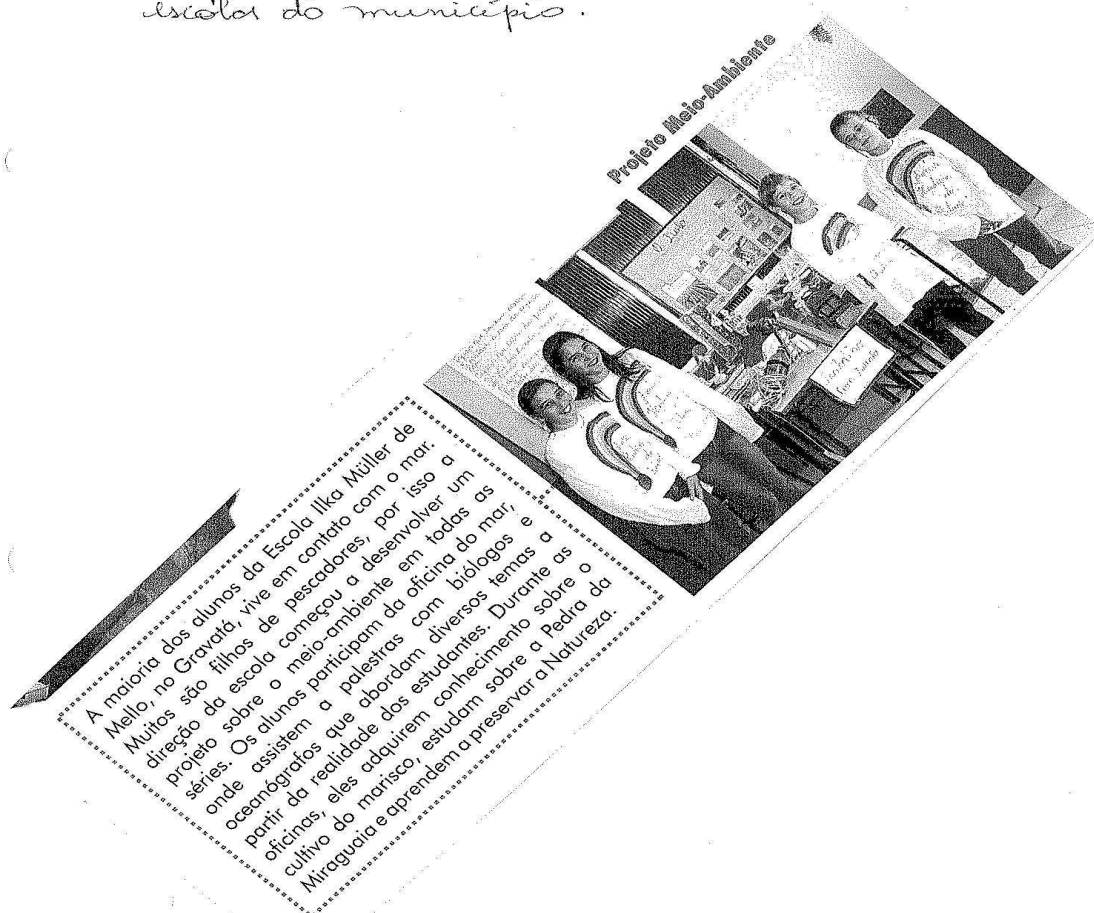 escolas do município.
Projeto Meio-Ambiente
A maioria dos alunos da Escola Ilka Müller de
Mello, no Gravatá, vive em contato com o mar.
Muitos são filhos de pescadores, por isso a
direção da escola começou a desenvolver um
projeto sobre o meio-ambiente em todas as
séries. Os alunos participam da oficina do mar,
onde assistem a palestras com biólogos e
oceanógrafos que abordam diversos temas a
partir da realidade dos estudantes. Durante as
oficinas, eles adquirem conhecimento sobre o
cultivo do marisco, estudam sobre a Pedra da
Miraguaia e aprendem a preservar a Natureza.